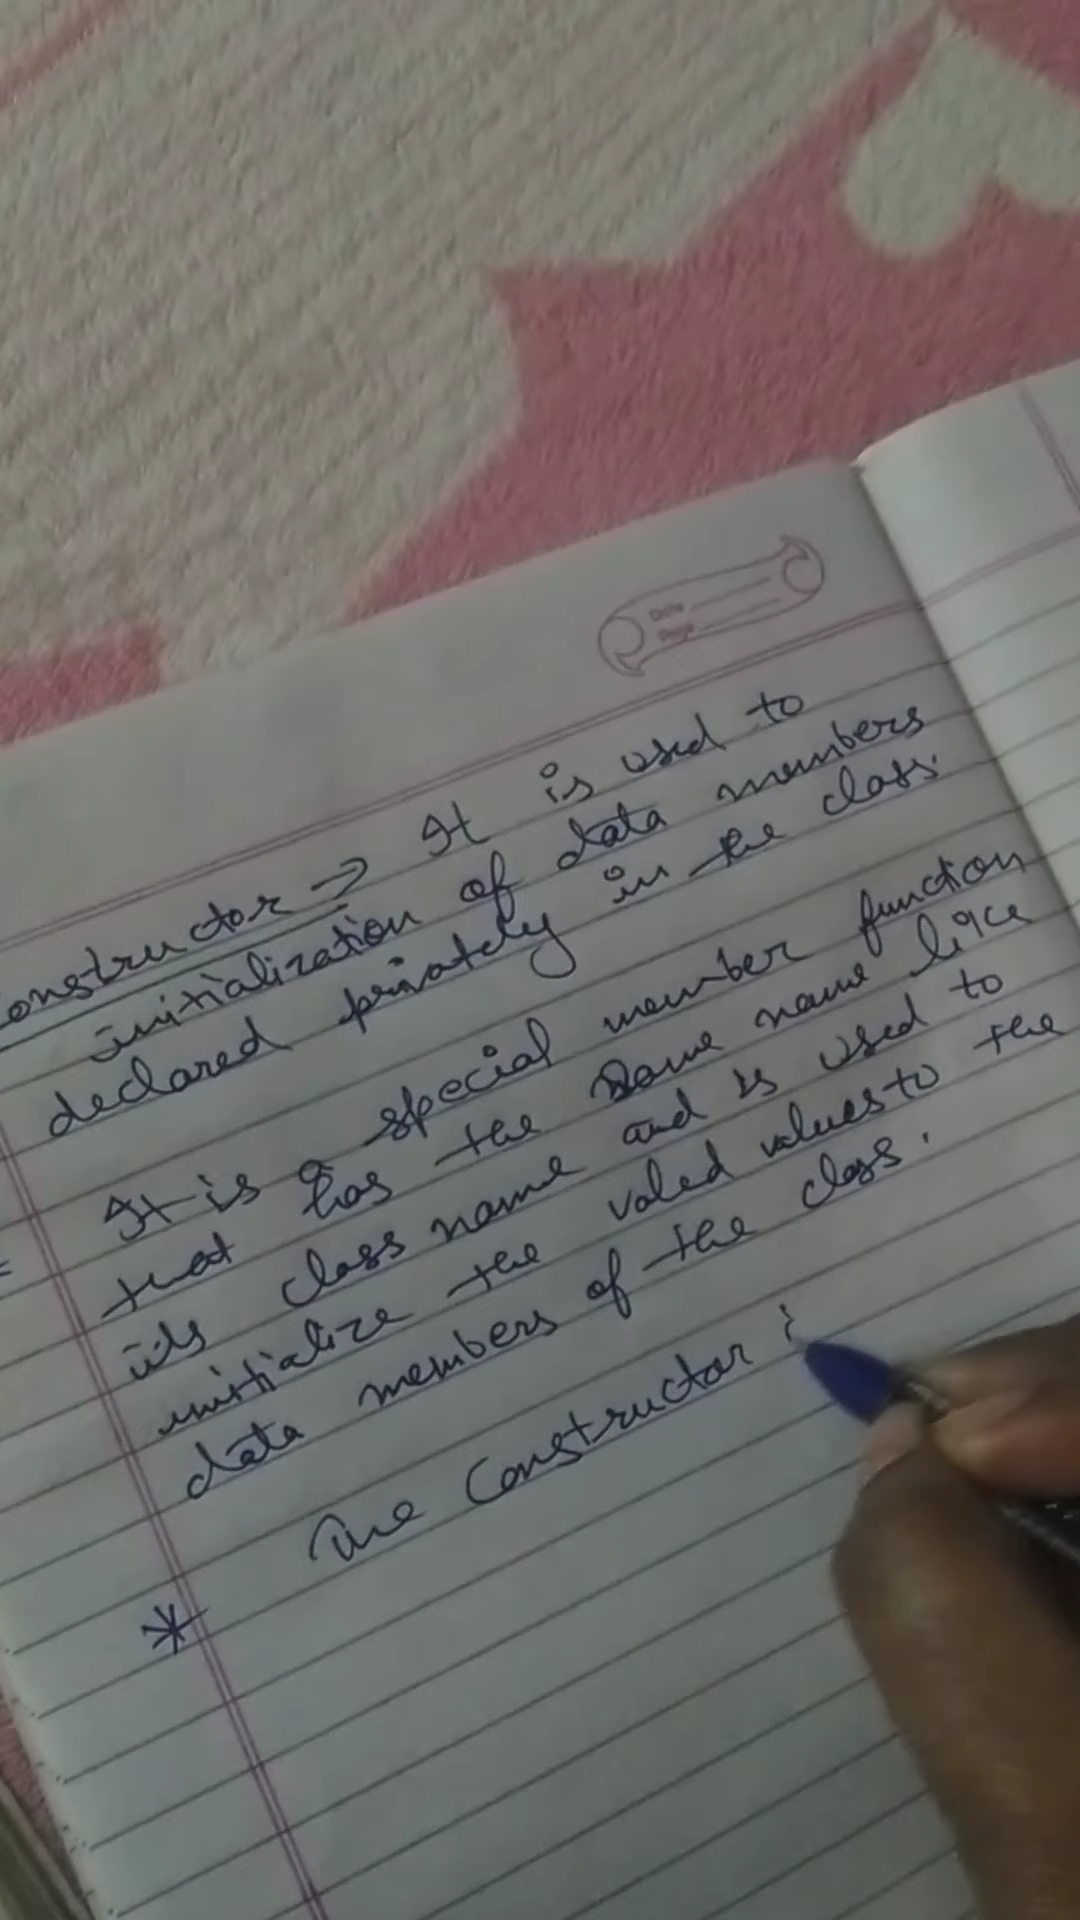 Date
Page
onstructor → It is used to
initialization of data members
declared privately in the class.
It is a special member function
that has the same name like
its class name and is used to
initialize the valed values to the
data members of the class.
* The Constructor i